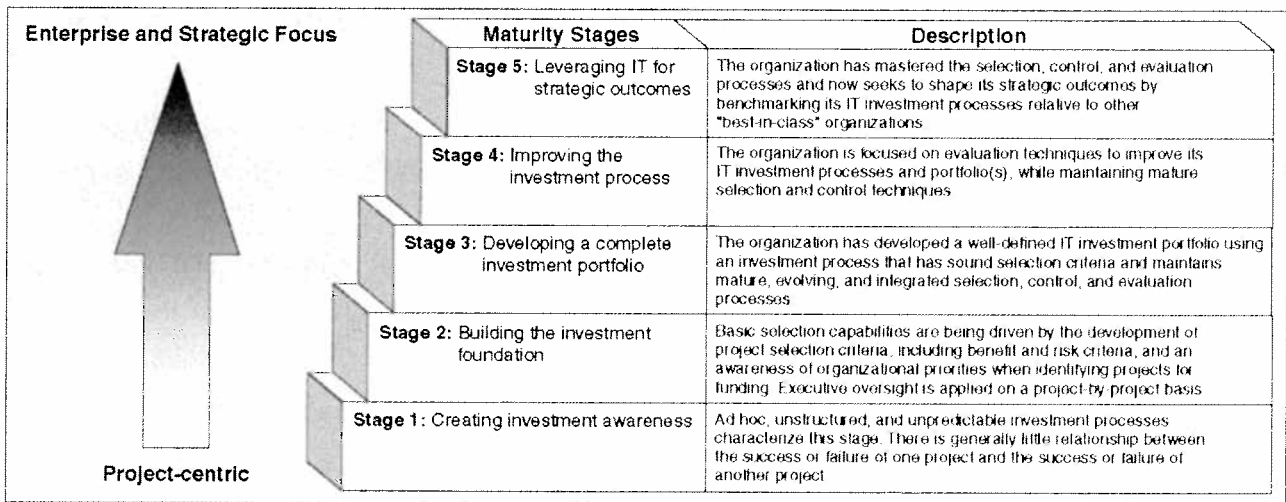 Enterprise and Strategic Focus
Project-centric
Maturity Stages
Description
Stage 5: Leveraging IT for
strategic outcomes
The organization has mastered the selection, control, and evaluation
processes and now seeks to shape its strategic outcomes by
benchmarking its IT investment processes relative to other
"best-in-class" organizations
Stage 4: Improving the
investment process
The organization is focused on evaluation techniques to improve its
IT investment processes and portfolio(s), while maintaining mature
selection and control techniques
Stage 3: Developing a complete
investment portfolio
The organization has developed a well-defined IT investment portfolio using
an investment process that has sound selection criteria and maintains
mature, evolving, and integrated selection, control, and evaluation
processes
Stage 2: Building the investment
foundation
Basic selection capabilities are being driven by the development of
project selection criteria, including benefit and risk criteria, and an
awareness of organizational priorities when identifying projects for
funding. Executive oversight is applied on a project-by-project basis
Stage 1: Creating investment awareness
Ad hoc, unstructured, and unpredictable investment processes
characterize this stage. There is generally little relationship between
the success or failure of one project and the success or failure of
another project